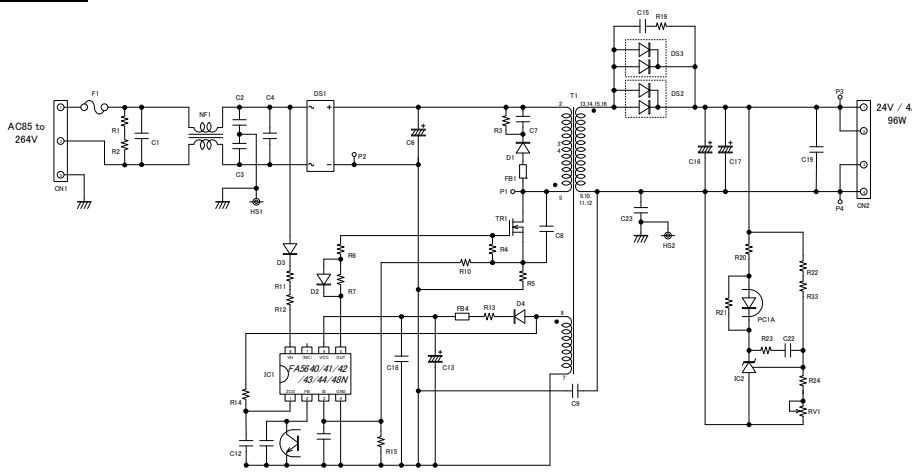 C15
R19
DS3
DS2
F1
AC85 to
264V
CN1
R1
R2
C1
NF1
C2
C3
C4
HS1
DS1
P2
C6
R3
C7
D1
FB1
P1
T1
2
3
4
5
13,14,15,16
9,10,
11,12
P3
24V / 4.
96W
C16
C17
C19
P4
CN2
C23
HS2
TR1
C8
R4
R10
R5
R6
R7
D2
D3
R11
R12
FB4
R13
D4
6
7
C9
IC1
VH
(NC)
VCC
OUT
FA5640/41/42
/43/44/48N
ZCD
FB
IS
GND
R14
C12
R15
C18
C13
R20
R21
PC1A
R22
R33
R23
C22
IC2
R24
RV1